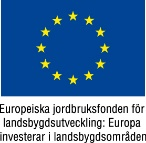 Europeiska jordbruksfonden för
landsbygdsutveckling: Europa
investerar i landsbygdsområden